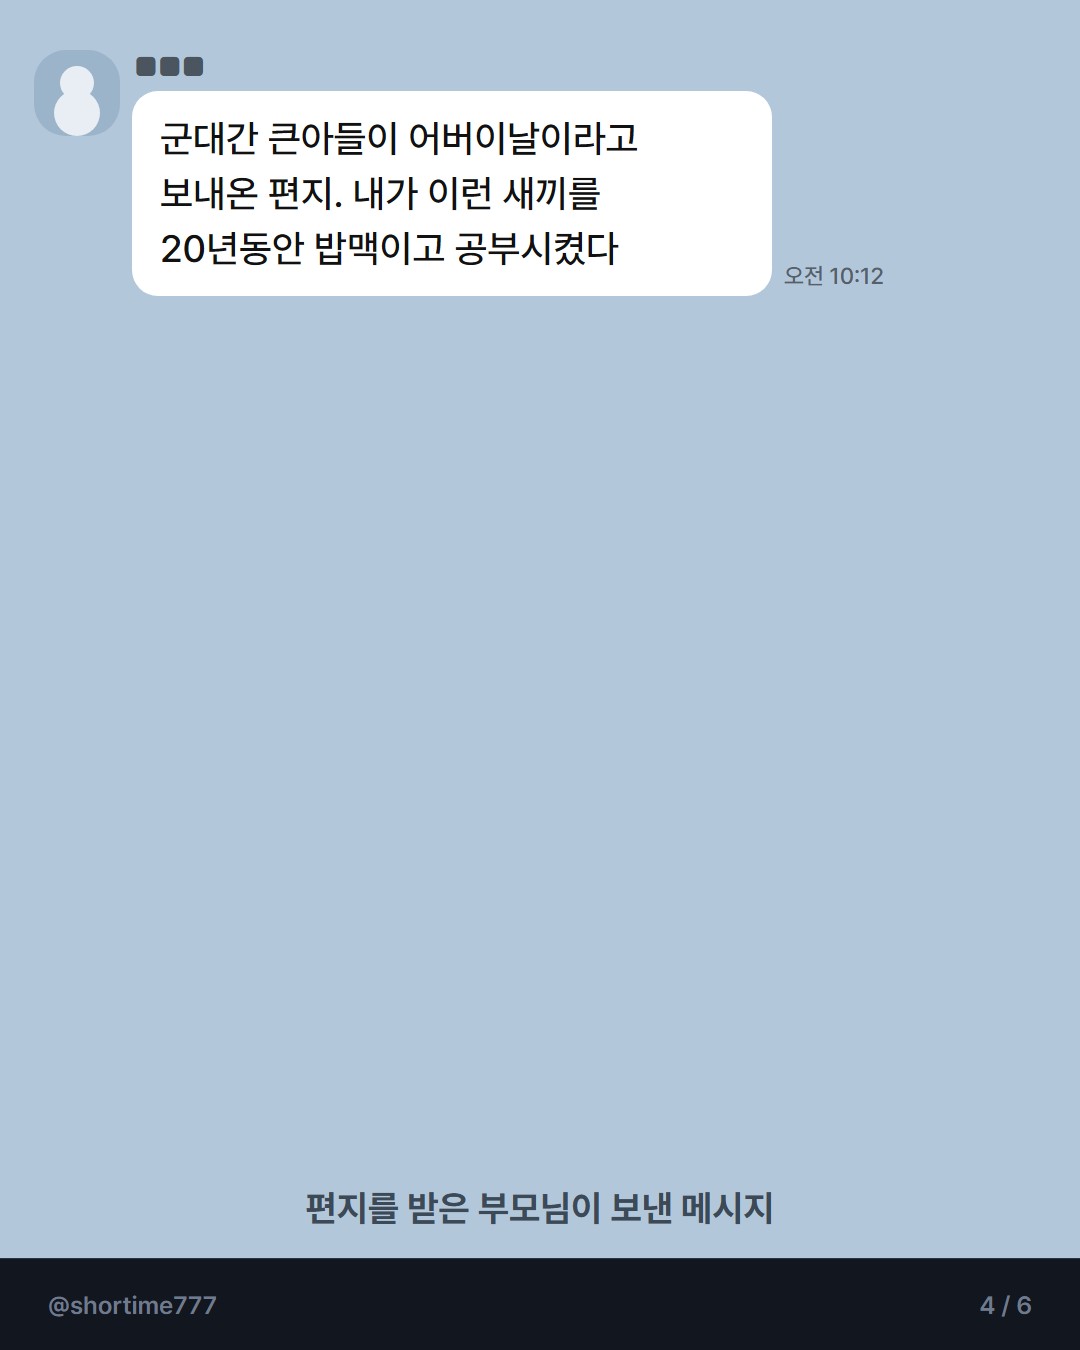 군대간 큰아들이 어버이날이라고
보내온 편지. 내가 이런 새끼를
20년동안 밥맥이고 공부시켰다
오전 10:12
편지를 받은 부모님이 보낸 메시지
@shortime777
4 / 6